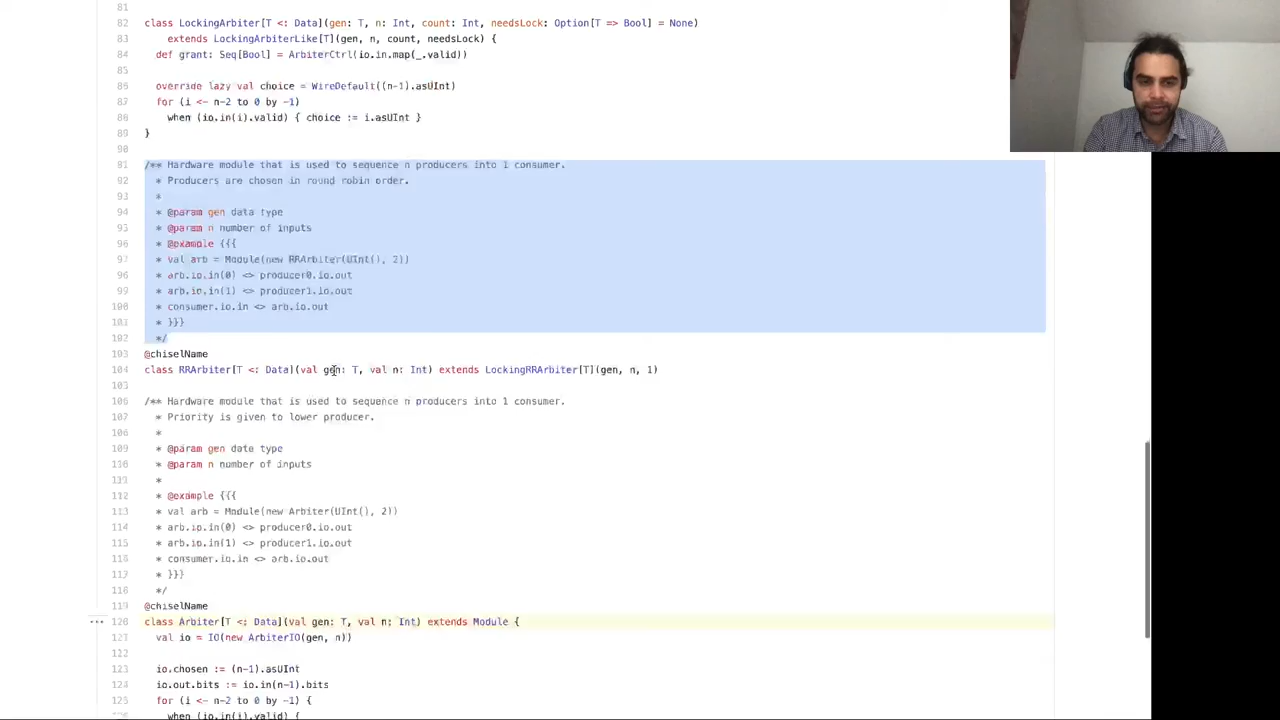 81
82 class LockingArbiter[T <: Data](gen: T, n: Int, count: Int, needsLock: Option[T => Bool] = None)
83 extends LockingArbiterLike[T](gen, n, count, needsLock) {
84 def grant: Seq[Bool] = ArbiterCtrl(io.in.map(_.valid))
85
86 override lazy val choice = WireDefault((n-1).asUInt)
87 for (i <- n-2 to 0 by -1)
88 when (io.in(i).valid) { choice := i.asUInt }
89 }
90
91 /** Hardware module that is used to sequence n producers into 1 consumer.
92 * Producers are chosen in round robin order.
93 *
94 * @param gen data type
95 * @param n number of inputs
96 * @example {{{
97 * val arb = Module(new RRArbiter(UInt(), 2))
98 * arb.io.in(0) <> producer0.io.out
99 * arb.io.in(1) <> producer1.io.out
100 * consumer.io.in <> arb.io.out
101 * }}}
102 */
103 @chiselName
104 class RRArbiter[T <: Data](val gen: T, val n: Int) extends LockingRRArbiter[T](gen, n, 1)
105
106 /** Hardware module that is used to sequence n producers into 1 consumer.
107 * Priority is given to lower producer.
108 *
109 * @param gen data type
110 * @param n number of inputs
111 *
112 * @example {{{
113 * val arb = Module(new Arbiter(UInt(), 2))
114 * arb.io.in(0) <> producer0.io.out
115 * arb.io.in(1) <> producer1.io.out
116 * consumer.io.in <> arb.io.out
117 * }}}
118 */
119 @chiselName
120 class Arbiter[T <: Data](val gen: T, val n: Int) extends Module {
121 val io = IO(new ArbiterIO(gen, n))
122
123 io.chosen := (n-1).asUInt
124 io.out.bits := io.in(n-1).bits
125 for (i <- n-2 to 0 by -1) {
126 when (io.in(i).valid) {